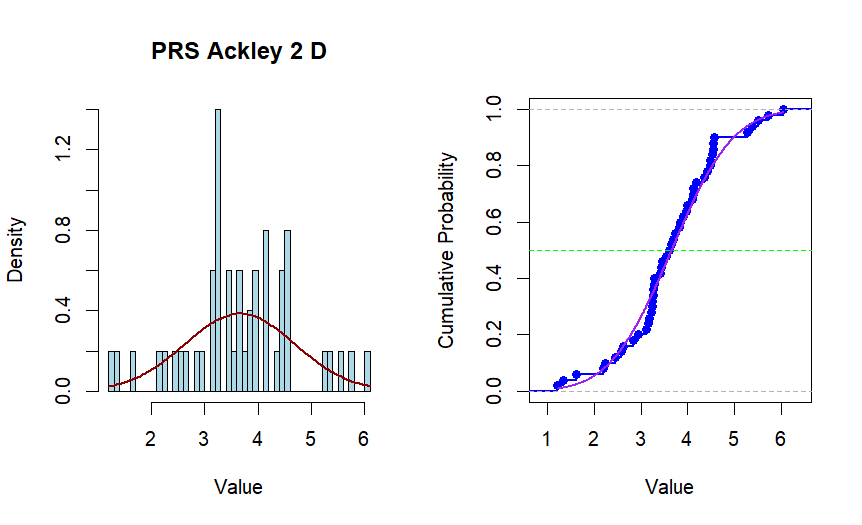 PRS Ackley 2 D
Density
0.0 0.4 0.8 1.2
2 3 4 5 6
Value
Cumulative Probability
0.0 0.2 0.4 0.6 0.8 1.0
1 2 3 4 5 6
Value